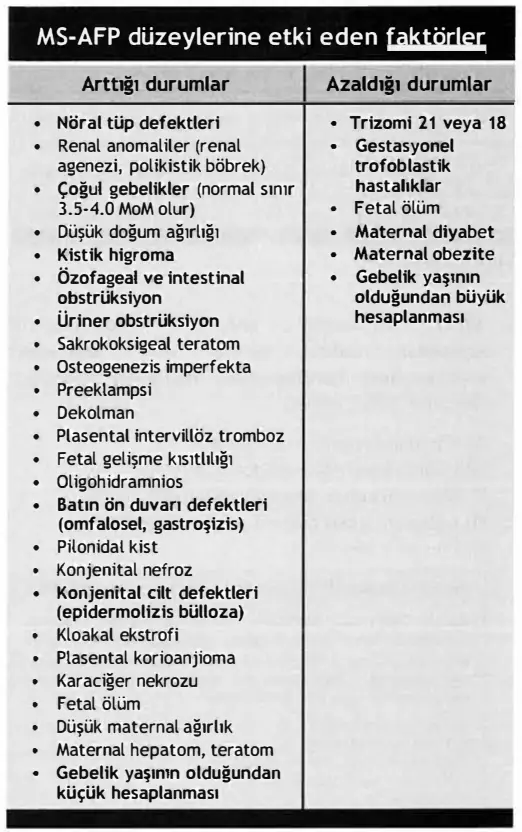 MS-AFP düzeylerine etki eden faktörler
Arttığı durumlar
• Nöral tüp defektleri
• Renal anomaliler (renal
agenezi, polikistik böbrek)
• Çoğul gebelikler (normal sınır
3.5-4.0 MoM olur)
• Düşük doğum ağırlığı
• Kistik higroma
• Özofageal ve intestinal
obstrüksiyon
• Üriner obstrüksiyon
• Sakrokoksigeal teratom
• Osteogenezis imperfekta
• Preeklampsi
• Dekolman
• Plasental intervillöz tromboz
• Fetal gelişme kısıtlılığı
• Oligohidramnios
• Batın ön duvarı defektleri
(omfalosel, gastroşizis)
• Pilonidal kist
• Konjenital nefroz
• Konjenital cilt defektleri
(epidermolizis bülloza)
• Kloakal ekstrofi
• Plasental korioanjioma
• Karaciğer nekrozu
• Fetal ölüm
• Düşük maternal ağırlık
• Maternal hepatom, teratom
• Gebelik yaşının olduğundan
küçük hesaplanması
Azaldığı durumlar
• Trizomi 21 veya 18
• Gestasyonel
trofoblastik
hastalıklar
• Fetal ölüm
• Maternal diyabet
• Maternal obezite
• Gebelik yaşının
olduğundan büyük
hesaplanması